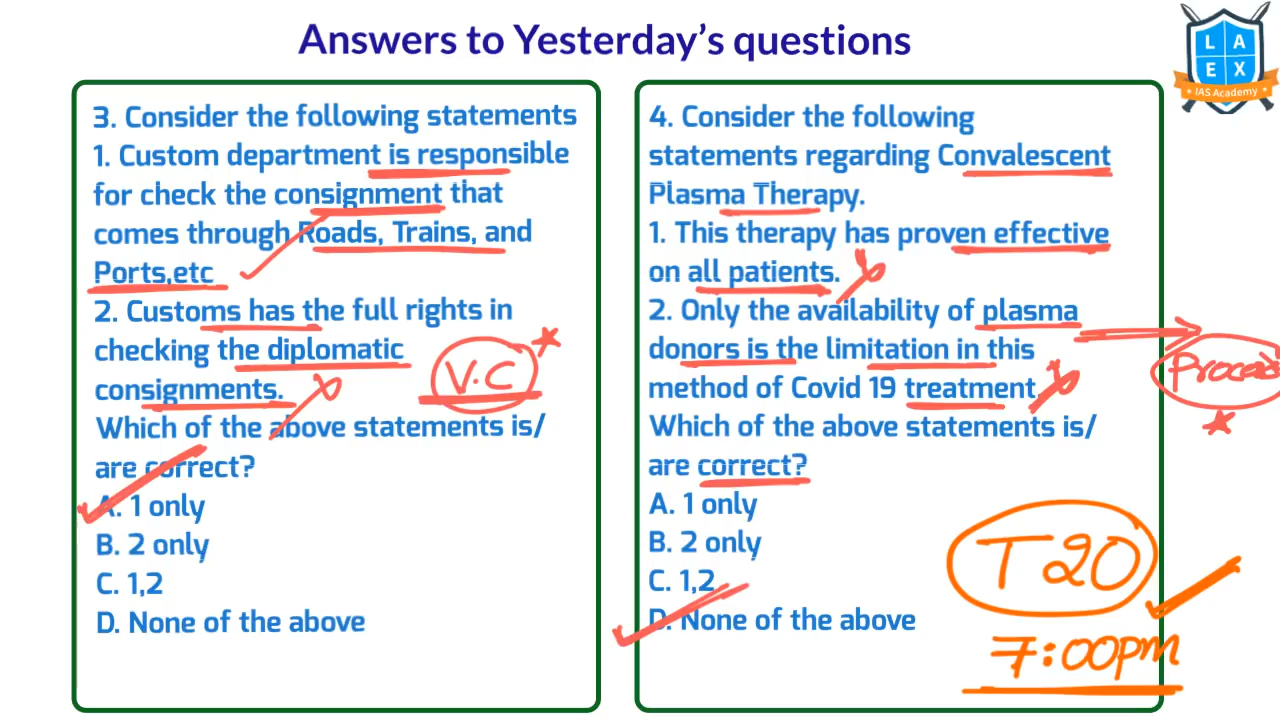 Answers to Yesterday's questions
L A
E X
IAS Academy
3. Consider the following statements
1. Custom department is responsible
for check the consignment that
comes through Roads, Trains, and
Ports,etc
2. Customs has the full rights in
checking the diplomatic
consignments.
V.C
Which of the above statements is/
are correct?
A. 1 only
B. 2 only
C. 1,2
D. None of the above
4. Consider the following
statements regarding Convalescent
Plasma Therapy.
1. This therapy has proven effective
on all patients.
2. Only the availability of plasma
donors is the limitation in this
method of Covid 19 treatment.
Which of the above statements is/
are correct?
A. 1 only
B. 2 only
C. 1,2
D. None of the above
T20
7:00pm